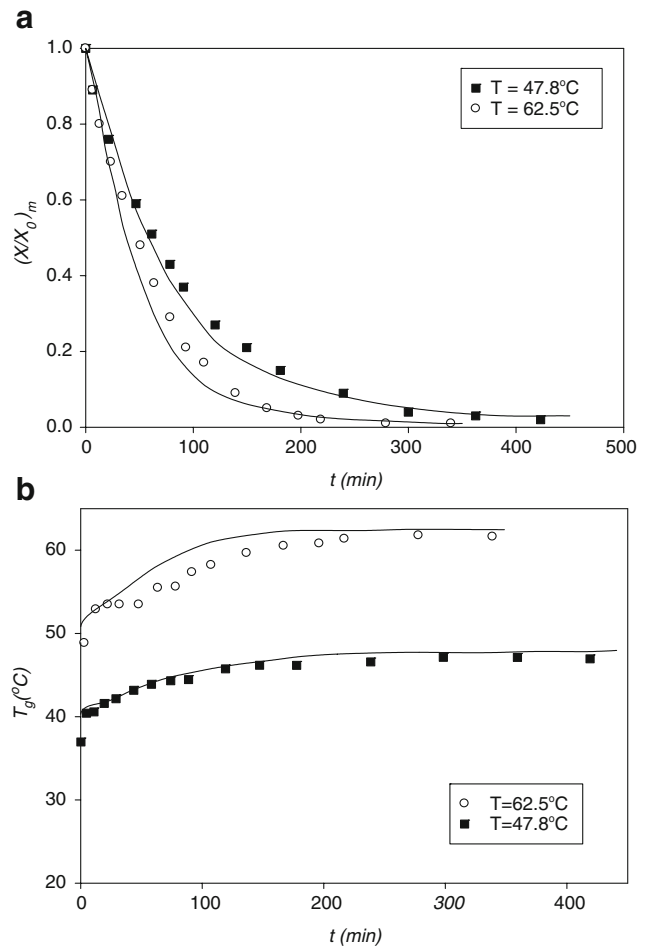 a
1.0
0.8
0.6
0.4
0.2
0.0
(X/X0)m
T = 47.8°C
T = 62.5°C
0 100 200 300 400 500
t (min)
b
60
50
40
30
20
Tg(°C)
T=62.5°C
T=47.8°C
0 100 200 300 400
t (min)